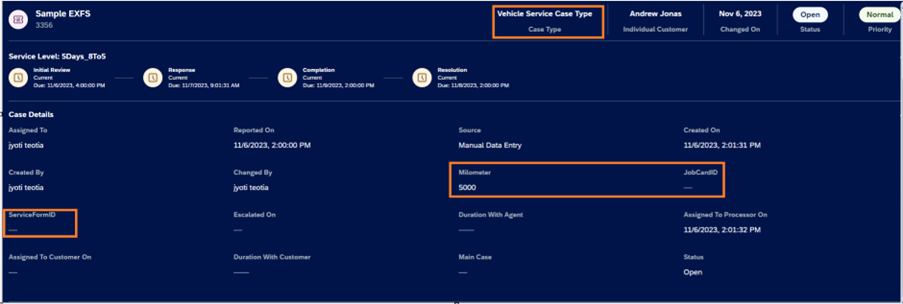 Sample EXFS
3356
Vehicle Service Case Type
Case Type
Andrew Jonas
Individual Customer
Nov 6, 2023
Changed On
Open
Status
Normal
Priority
Service Level: 5Days_8To5
Initial Review
Current
Due: 11/6/2023, 4:00:00 PM
Response
Current
Due: 11/7/2023, 9:01:31 AM
Completion
Current
Due: 11/9/2023, 2:00:00 PM
Resolution
Current
Due: 11/9/2023, 2:00:00 PM
Case Details
Assigned To
jyoti teotia
Reported On
11/6/2023, 2:00:00 PM
Source
Manual Data Entry
Created On
11/6/2023, 2:01:31 PM
Created By
jyoti teotia
Changed By
jyoti teotia
Milometer
5000
JobCardID
—
ServiceFormID
—
Escalated On
—
Duration With Agent
——
Assigned To Processor On
11/6/2023, 2:01:32 PM
Assigned To Customer On
—
Duration With Customer
——
Main Case
—
Status
Open